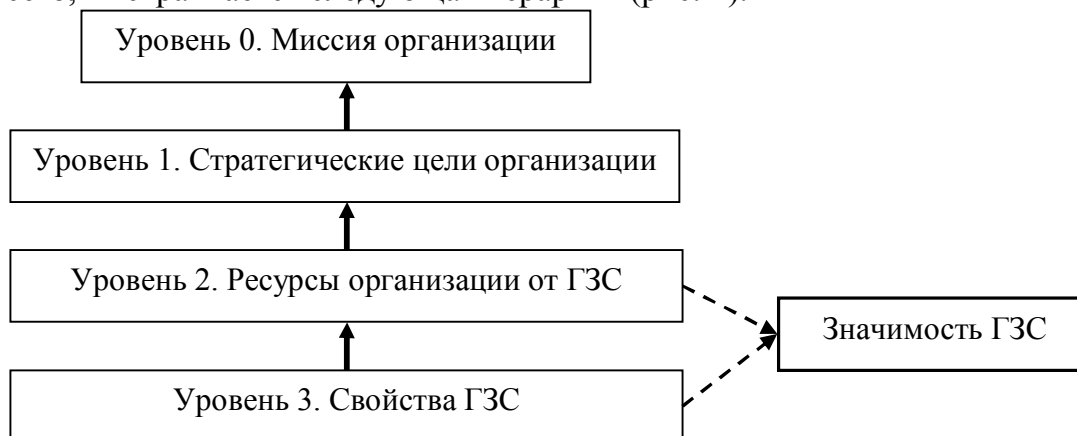 Уровень 0. Миссия организации
Уровень 1. Стратегические цели организации
Уровень 2. Ресурсы организации от ГЗС
Значимость ГЗС
Уровень 3. Свойства ГЗС